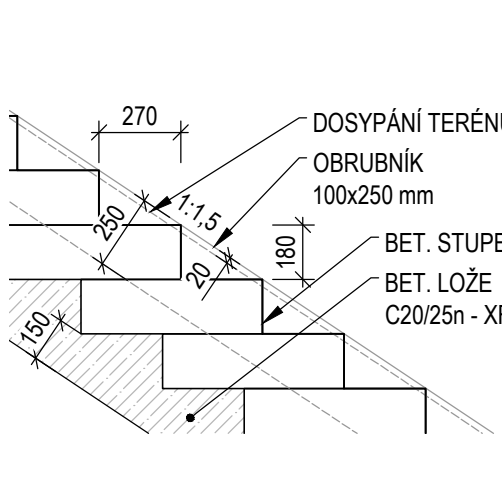 270
DOSYPÁNÍ TERÉNU
OBRUBNÍK
100x250 mm
1:1,5
250
20
180
BET. STUPE
BET. LOŽE
C20/25n - XF
150